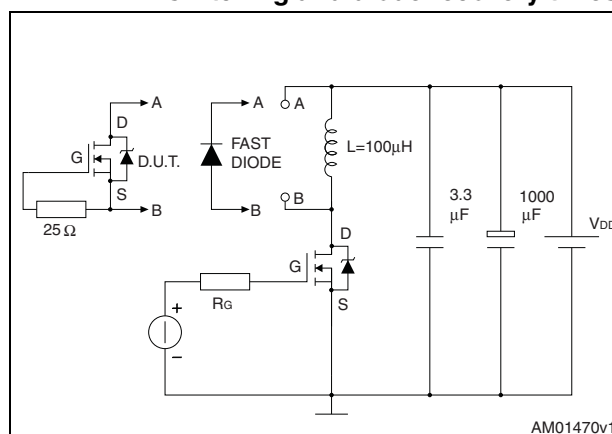 A
D
G
D.U.T.
S
B
25 Ω
A
FAST
DIODE
B
A
L=100μH
B
D
G
S
RG
+
–
3.3
μF
1000
μF
VDD
AM01470v1